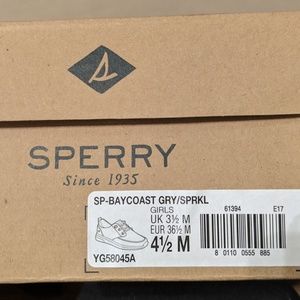 SPERRY
Since 1935
SP-BAYCOAST GRY/SPRKL
GIRLS 61394 E17
UK 3½ M
EUR 36½ M
4½ M
YG58045A 8 80110 0555 885